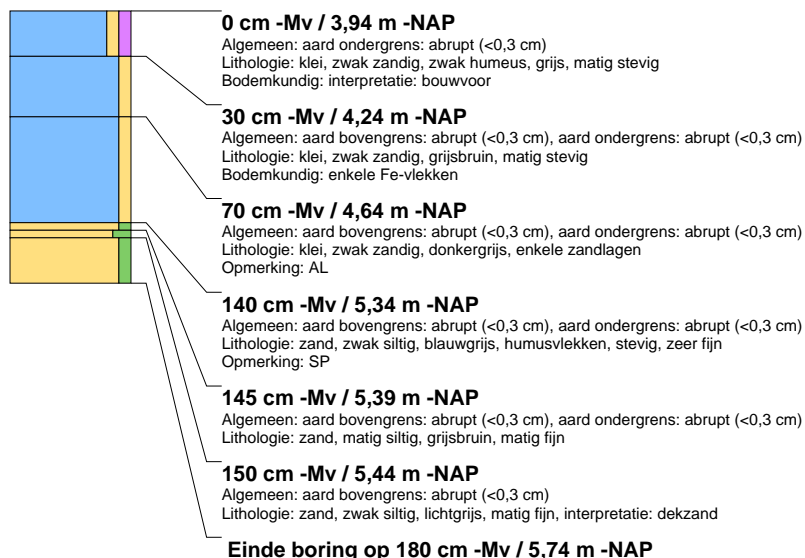 0 cm -Mv / 3,94 m -NAP
Algemeen: aard ondergrens: abrupt (<0,3 cm)
Lithologie: klei, zwak zandig, zwak humeus, grijs, matig stevig
Bodemkundig: interpretatie: bouwvoor
30 cm -Mv / 4,24 m -NAP
Algemeen: aard bovengrens: abrupt (<0,3 cm), aard ondergrens: abrupt (<0,3 cm)
Lithologie: klei, zwak zandig, grijsbruin, matig stevig
Bodemkundig: enkele Fe-vlekken
70 cm -Mv / 4,64 m -NAP
Algemeen: aard bovengrens: abrupt (<0,3 cm), aard ondergrens: abrupt (<0,3 cm)
Lithologie: klei, zwak zandig, donkergrijs, enkele zandlagen
Opmerking: AL
140 cm -Mv / 5,34 m -NAP
Algemeen: aard bovengrens: abrupt (<0,3 cm), aard ondergrens: abrupt (<0,3 cm)
Lithologie: zand, zwak siltig, blauwgrijs, humusvlekken, stevig, zeer fijn
Opmerking: SP
145 cm -Mv / 5,39 m -NAP
Algemeen: aard bovengrens: abrupt (<0,3 cm), aard ondergrens: abrupt (<0,3 cm)
Lithologie: zand, matig siltig, grijsbruin, matig fijn
150 cm -Mv / 5,44 m -NAP
Algemeen: aard bovengrens: abrupt (<0,3 cm)
Lithologie: zand, zwak siltig, lichtgrijs, matig fijn, interpretatie: dekzand
Einde boring op 180 cm -Mv / 5,74 m -NAP